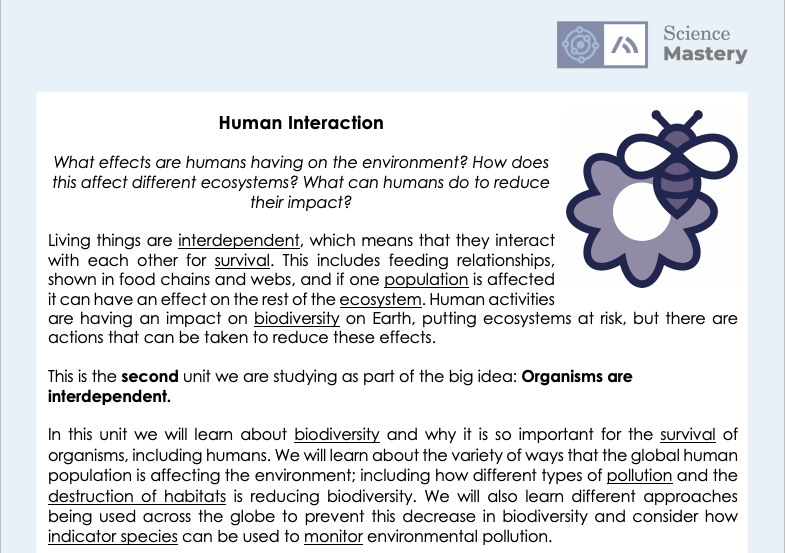 Science
Mastery
Human Interaction
What effects are humans having on the environment? How does
this affect different ecosystems? What can humans do to reduce
their impact?
Living things are interdependent, which means that they interact
with each other for survival. This includes feeding relationships,
shown in food chains and webs, and if one population is affected
it can have an effect on the rest of the ecosystem. Human activities
are having an impact on biodiversity on Earth, putting ecosystems at risk, but there are
actions that can be taken to reduce these effects.
This is the second unit we are studying as part of the big idea: Organisms are
interdependent.
In this unit we will learn about biodiversity and why it is so important for the survival of
organisms, including humans. We will learn about the variety of ways that the global human
population is affecting the environment; including how different types of pollution and the
destruction of habitats is reducing biodiversity. We will also learn different approaches
being used across the globe to prevent this decrease in biodiversity and consider how
indicator species can be used to monitor environmental pollution.